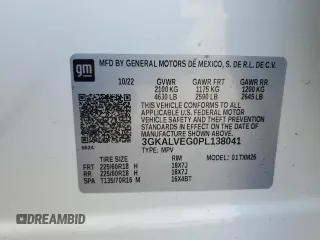 gm
MFD BY GENERAL MOTORS DE MEXICO, S. DE R.L. DE C.V.
10/22 GVWR GAWR FRT GAWR RR
2100 KG 1175 KG 1200 KG
4630 LB 2590 LB 2645 LB
THIS VEHICLE CONFORMS TO ALL APPLICABLE U.S. FEDERAL MOTOR VEHICLE SAFETY, BUMPER, AND THEFT PREVENTION STANDARDS IN EFFECT ON THE DATE OF MANUFACTURE SHOWN ABOVE.
3GKALVEG0PL138041
TYPE: MPV MODEL: 01TXM26
TIRE SIZE RIM
FRT 225/60R18 H 18X7J
RR 225/60R18 H 18X7J
SPA T135/70R16 M 16X4BT